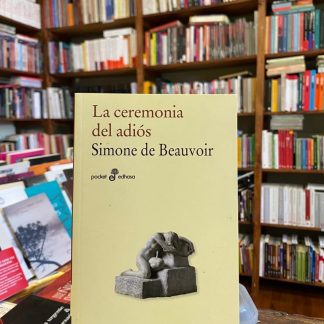 La ceremonia
del adiós
Simone de Beauvoir
pocket edhasa